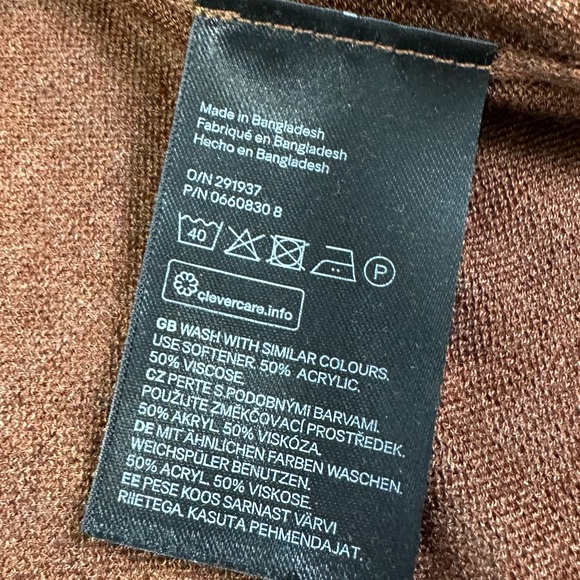 Made in Bangladesh
Fabriqué en Bangladesh
Hecho en Bangladesh
O/N 291937
P/N 0660830 8
40 P
clevercare.info
GB WASH WITH SIMILAR COLOURS.
USE SOFTENER. 50% ACRYLIC.
50% VISCOSE.
CZ PERTE S PODOBNÝMI BARVAMI.
POUŽIJTE ZMĚKČOVACÍ PROSTŘEDEK.
50% AKRYL. 50% VISKÓZA.
DE MIT ÄHNLICHEN FARBEN WASCHEN.
WEICHSPÜLER BENUTZEN.
50% ACRYL. 50% VISKOSE.
EE PESE KOOS SARNAST VÄRVI
RIIETEGA. KASUTA PEHMENDAJAT.